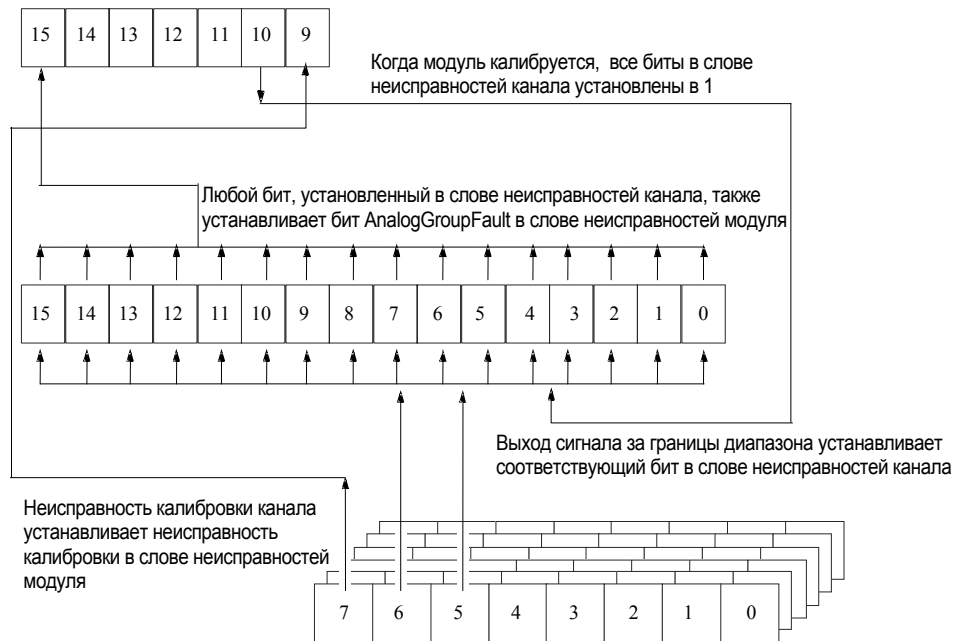 15 14 13 12 11 10 9
Когда модуль калибруется, все биты в слове
неисправностей канала установлены в 1
Любой бит, установленный в слове неисправностей канала, также
устанавливает бит AnalogGroupFault в слове неисправностей модуля
15 14 13 12 11 10 9 8 7 6 5 4 3 2 1 0
Выход сигнала за границы диапазона устанавливает
соответствующий бит в слове неисправностей канала
Неисправность калибровки канала
устанавливает неисправность
калибровки в слове неисправностей
модуля
7 6 5 4 3 2 1 0